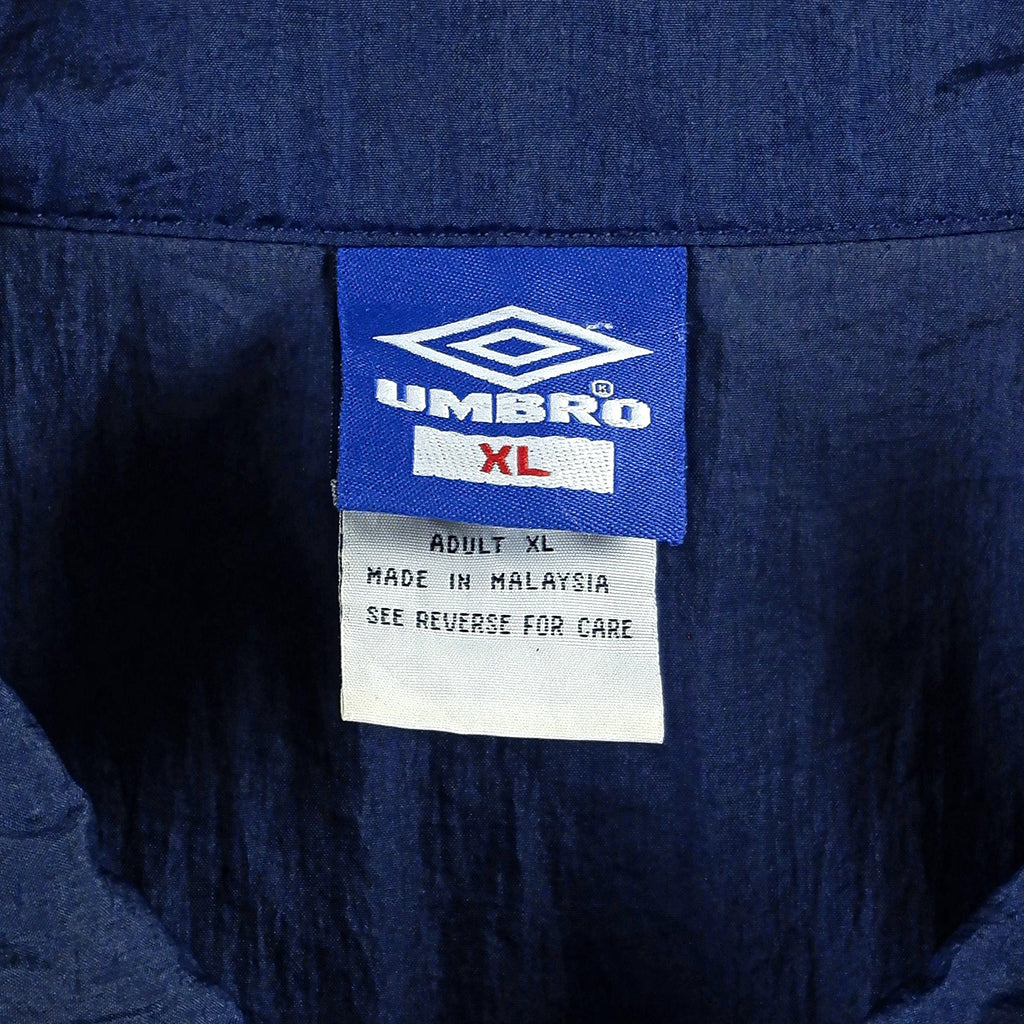 UMBRO®
XL
ADULT XL
MADE IN MALAYSIA
SEE REVERSE FOR CARE